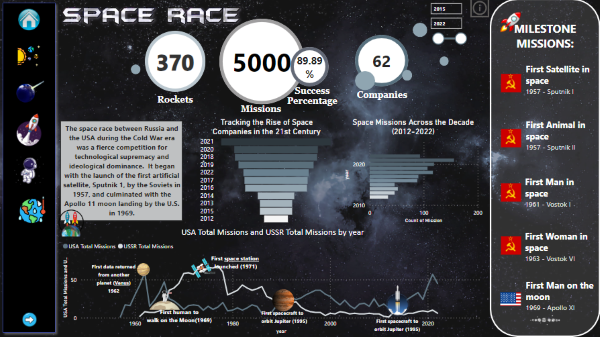 SPACE RACE
2015
2022
370
Rockets
5000
Missions
89.89
%
Success
Percentage
62
Companies
The space race between Russia and
the USA during the Cold War era
was a fierce competition for
technological supremacy and
ideological dominance. It began
with the launch of the first artificial
satellite, Sputnik 1, by the Soviets in
1957, and culminated with the
Apollo 11 moon landing by the U.S.
in 1969.
Tracking the Rise of Space
Companies in the 21st Century
2021
2020
2019
2018
2017
2016
2014
2013
2015
2012
Space Missions Across the Decade
(2012-2022)
year
2020
2010
0
100
200
Count of Mission
USA Total Missions and USSR Total Missions by year
USA Total Missions
USSR Total Missions
USA Total Missions and U...
50
0
First data returned
from another
planet (Venus)
1962
First human to
walk on the Moon(1969)
First space station
launched (1971)
First spacecraft to
orbit Jupiter (1995)
First spacecraft to
orbit Jupiter (1995)
1960
1980
2000
2020
year
MILESTONE
MISSIONS:
First Satellite in
space
1957 - Sputnik I
First Animal in
space
1957 - Sputnik II
First Man in
space
1961 - Vostok I
First Woman in
space
1963 - Vostok VI
First Man on the
moon
1969 - Apollo XI